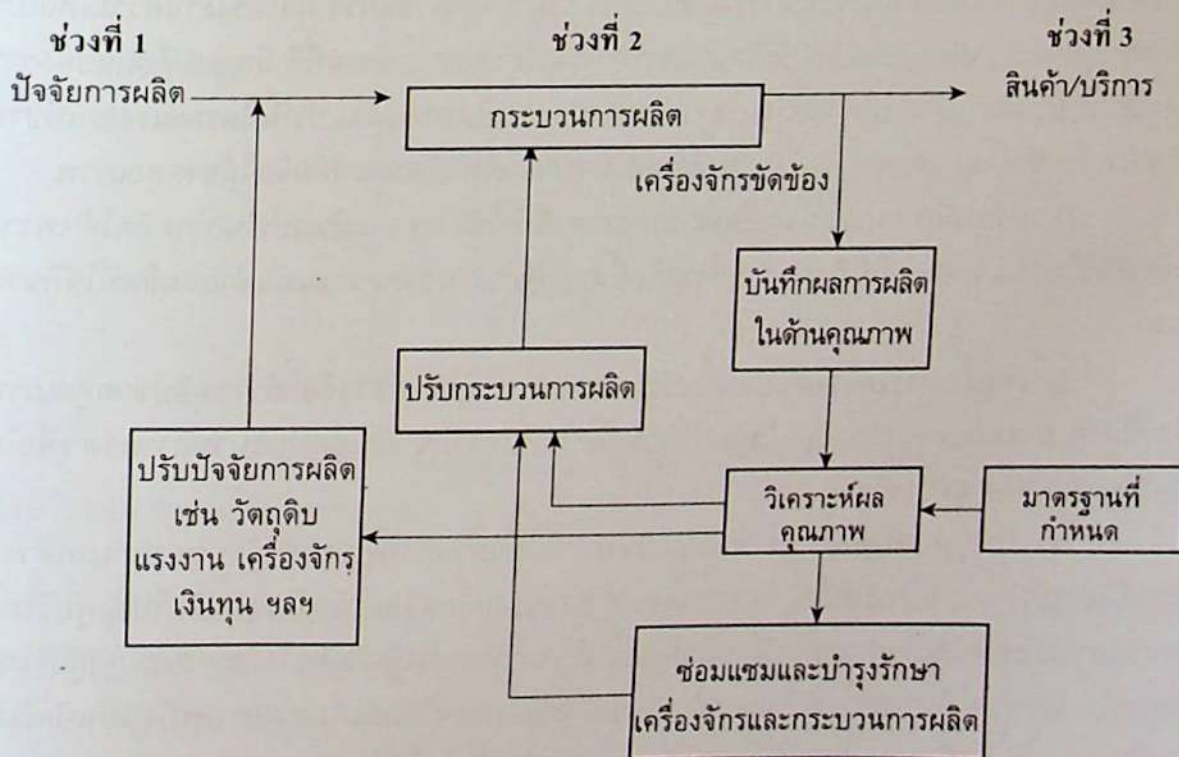 ช่วงที่ 1
ช่วงที่ 2
ช่วงที่ 3
ปัจจัยการผลิต
กระบวนการผลิต
สินค้า/บริการ
เครื่องจักรขัดข้อง
บันทึกผลการผลิต
ในด้านคุณภาพ
ปรับกระบวนการผลิต
ปรับปัจจัยการผลิต
เช่น วัตถุดิบ
แรงงาน เครื่องจักร
เงินทุน ฯลฯ
วิเคราะห์ผล
คุณภาพ
มาตรฐานที่
กำหนด
ซ่อมแซมและบำรุงรักษา
เครื่องจักรและกระบวนการผลิต